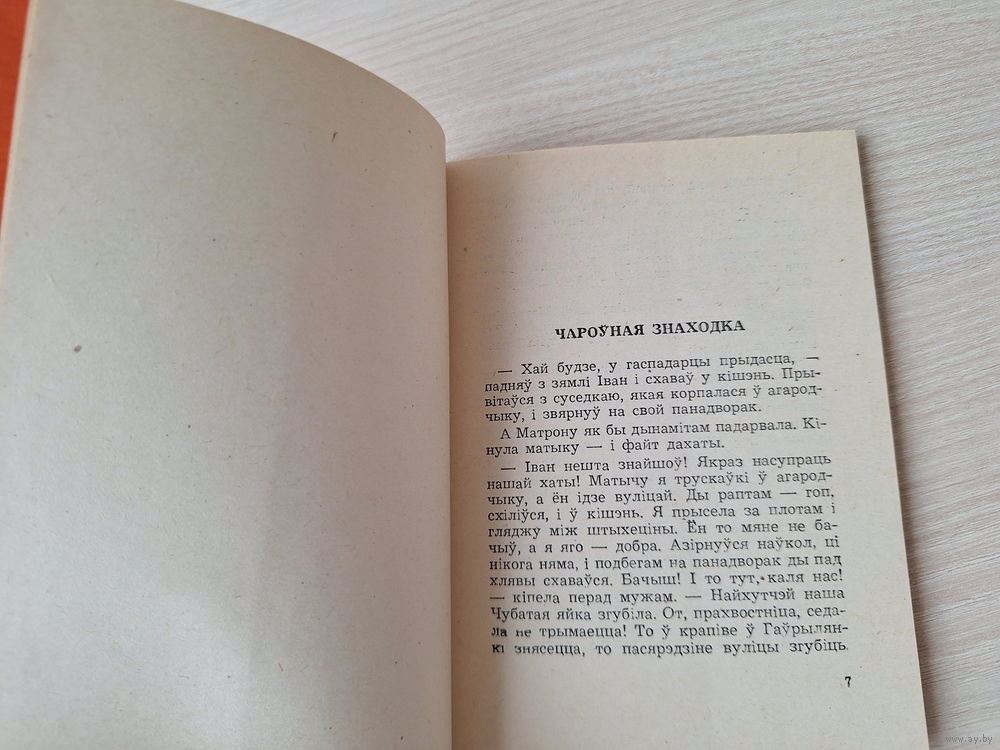 ЧАРОЎНАЯ ЗНАХОДКА
— Хай будзе, у гаспадарцы прыдасца, —
падняў з зямлі Іван і схаваў у кішэнь. Пры-
вітаўся з суседкаю, якая корпалася ў агарод-
чыку, і звярнуў на свой панадворак.
А Матрону як бы дынамітам падарвала. Кі-
нула матыку — і файт дахаты.
— Іван нешта знайшоў! Якраз насупраць
нашай хаты! Матычу я трускаўкі ў агарод-
чыку, а ён ідзе вуліцай. Ды раптам — гоп,
схіліўся, і ў кішэнь. Я прысела за плотам і
гляджу між штыхеціны. Ён то мяне не ба-
чыў, а я яго — добра. Азірнуўся наўкол, ці
нікога няма, і подбегам на панадворак ды пад
хлявы схаваўся. Бачыш! І то тут, каля нас!
— кіпела перад мужам. — Найхутчэй наша
Чубатая яйка згубіла. От, прахвостніца, седа-
ла не трымаецца! То ў крапіве ў Гаўрылян-
кі знясецца, то пасярэдзіне вуліцы згубіць.
7
www.ay.by